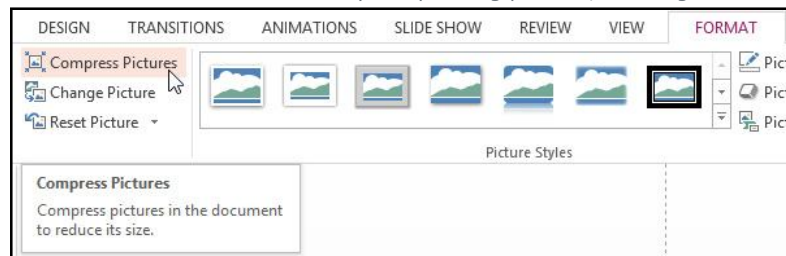 DESIGN TRANSITIONS ANIMATIONS SLIDE SHOW REVIEW VIEW FORMAT
Compress Pictures
Change Picture
Reset Picture
Picture Styles
Compress Pictures
Compress pictures in the document
to reduce its size.